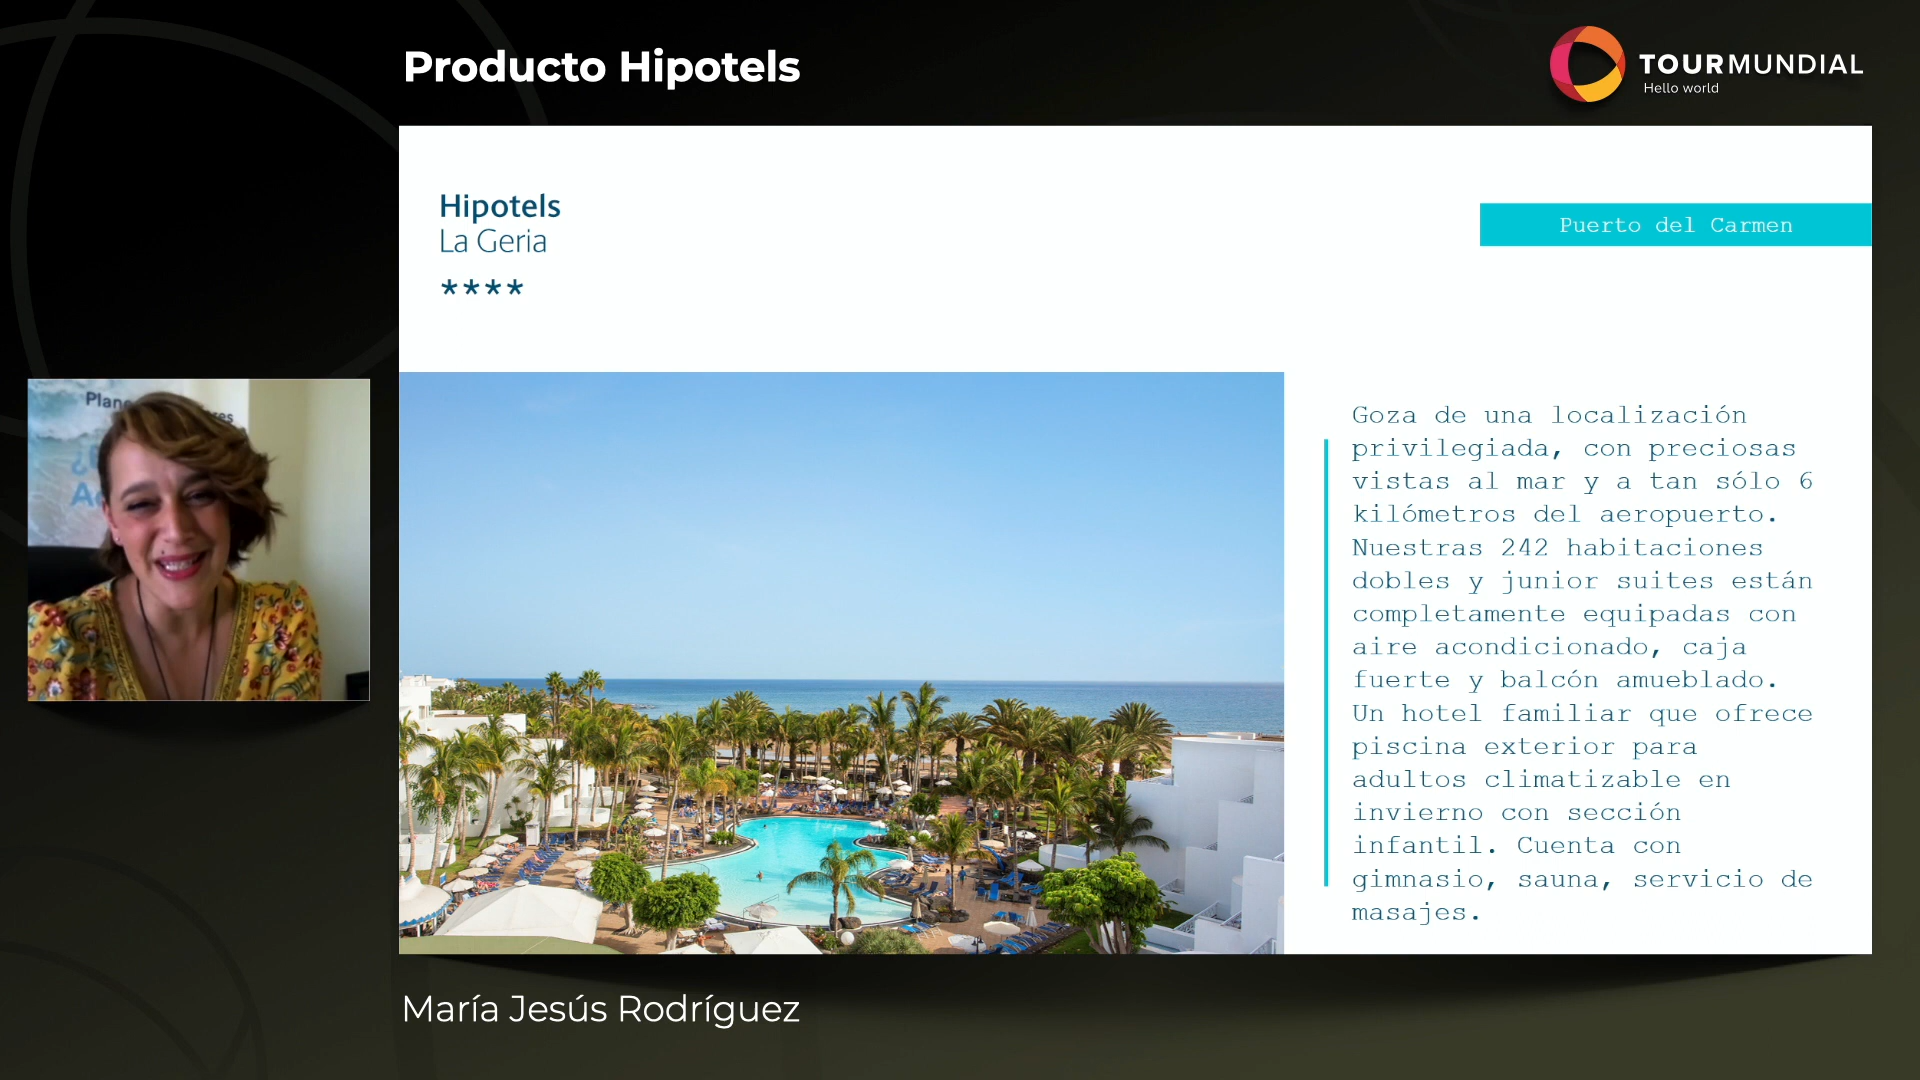 Producto Hipotels
TOURMUNDIAL
Hello world
Hipotels
La Geria
****
Puerto del Carmen
Goza de una localización
privilegiada, con preciosas
vistas al mar y a tan sólo 6
kilómetros del aeropuerto.
Nuestras 242 habitaciones
dobles y junior suites están
completamente equipadas con
aire acondicionado, caja
fuerte y balcón amueblado.
Un hotel familiar que ofrece
piscina exterior para
adultos climatizable en
invierno con sección
infantil. Cuenta con
gimnasio, sauna, servicio de
masajes.
María Jesús Rodríguez